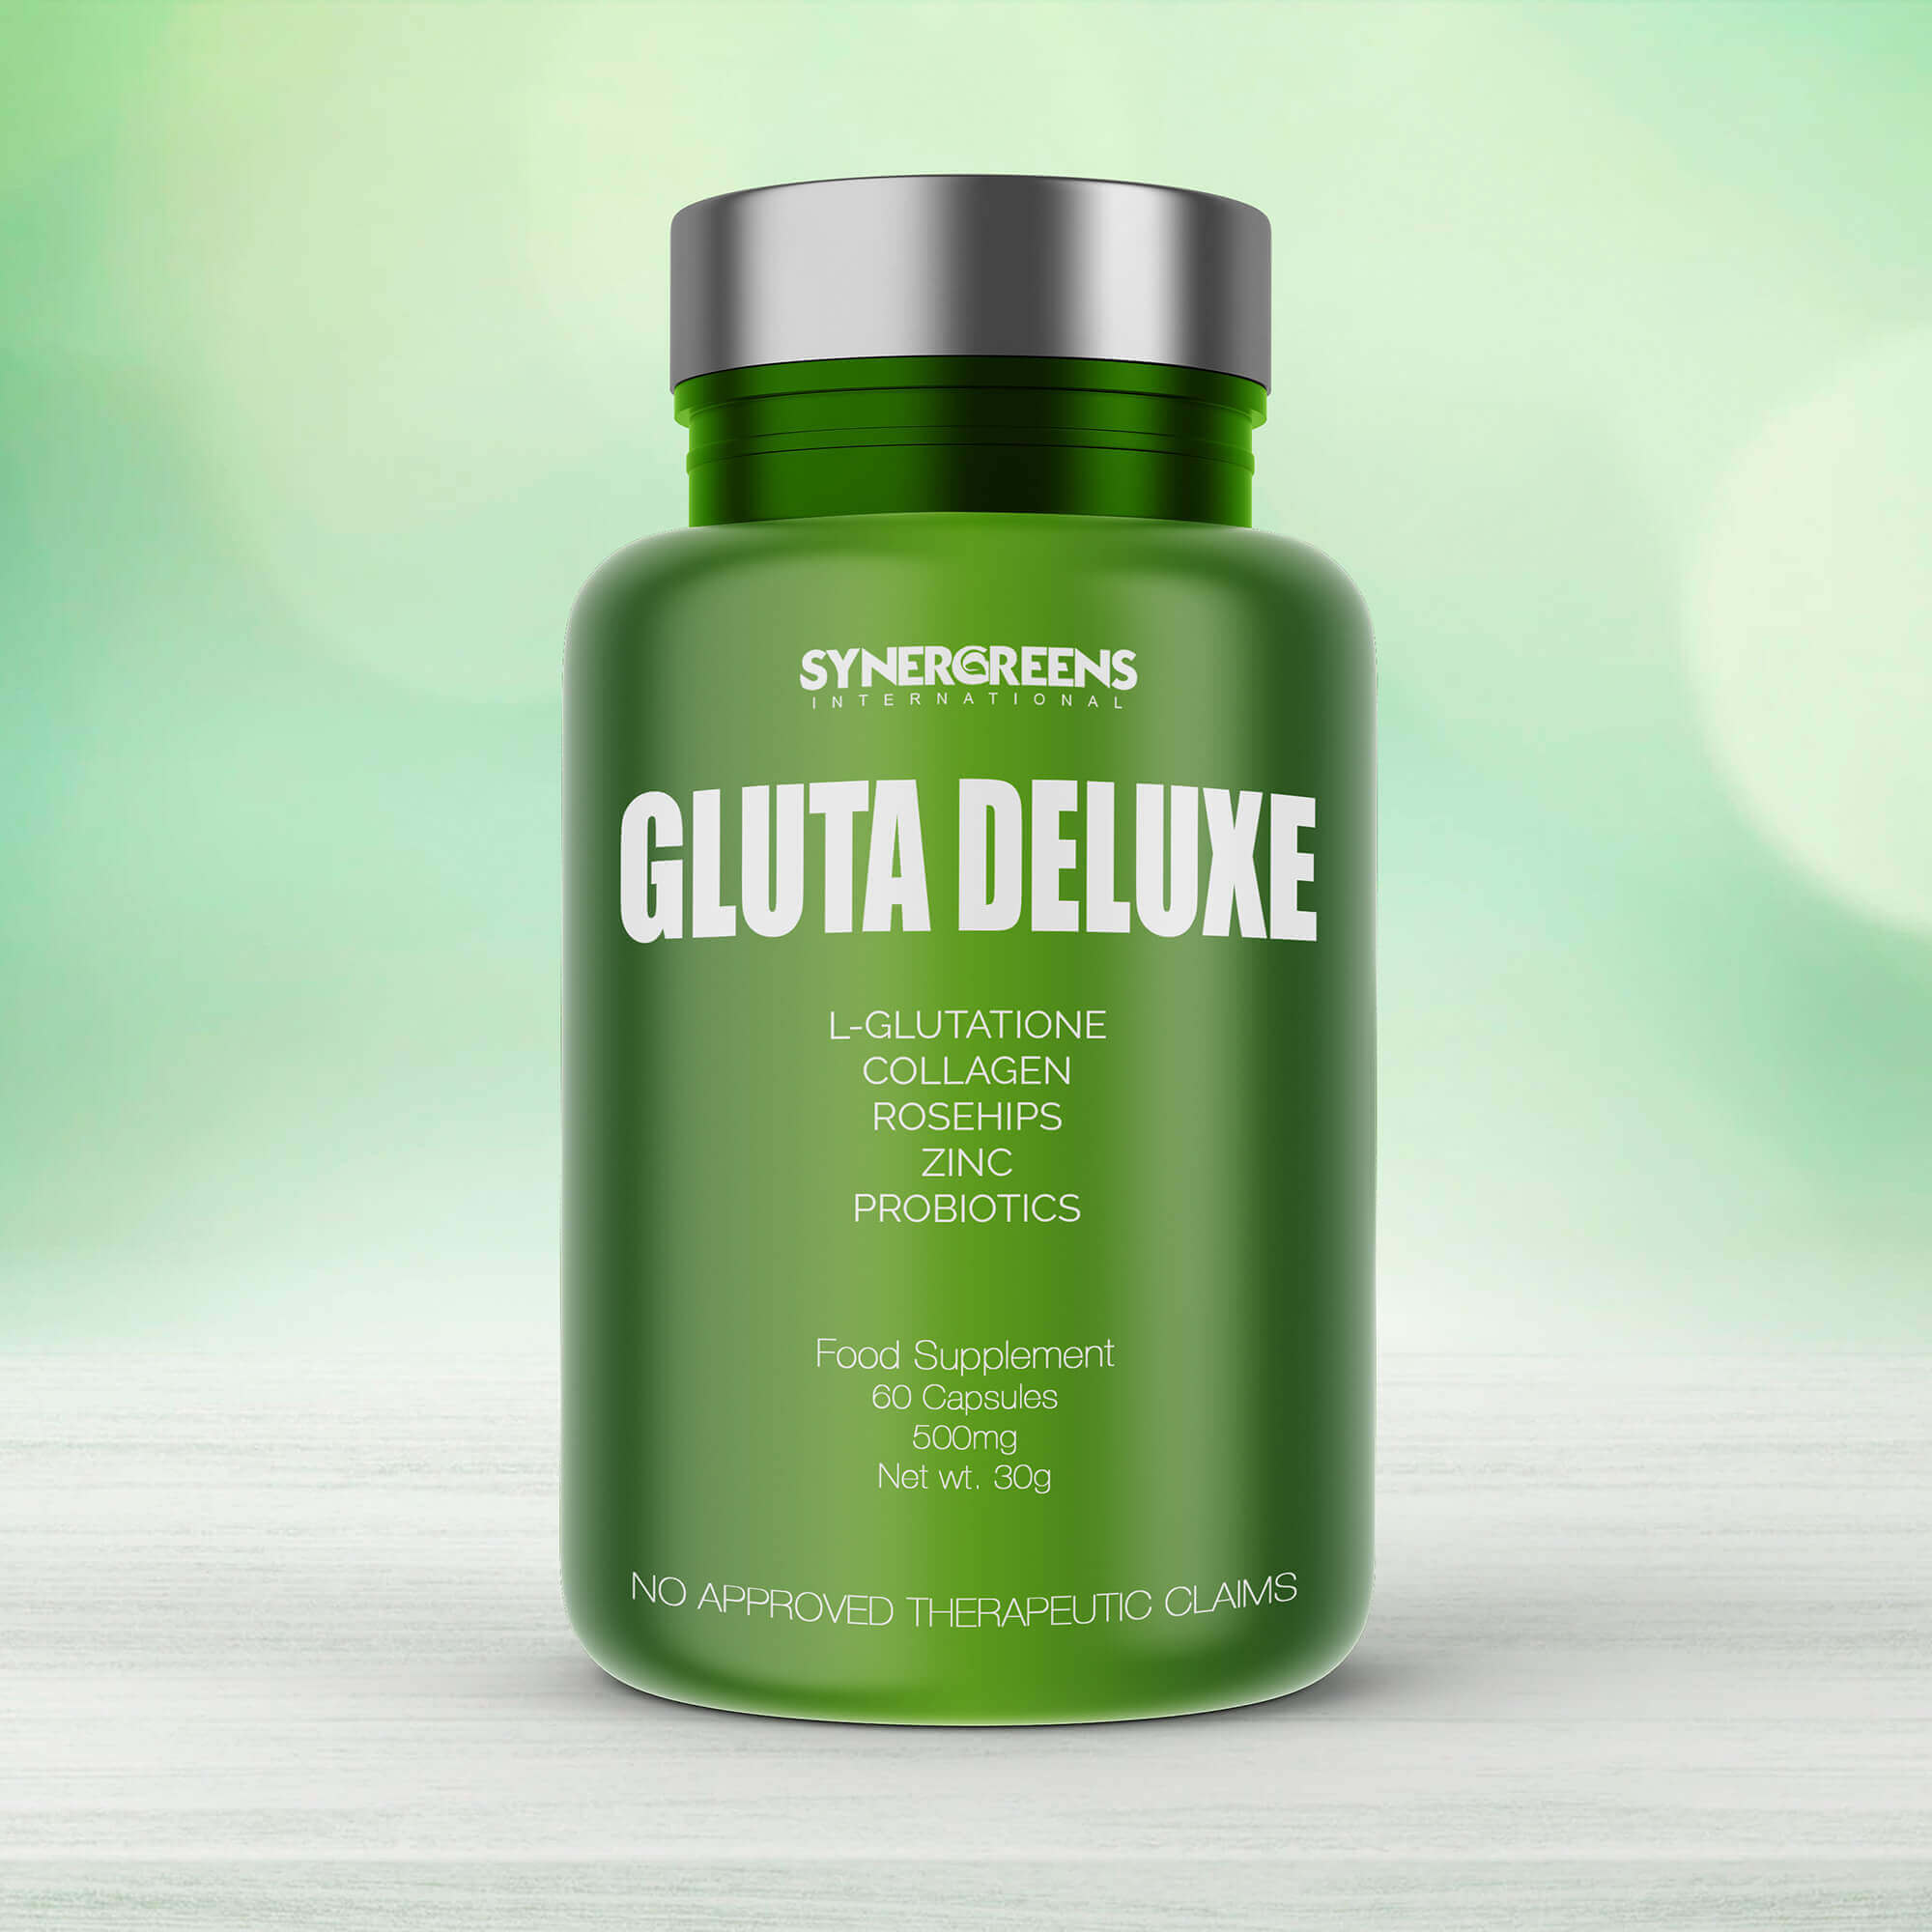 SYNERGREENS
INTERNATIONAL
GLUTA DELUXE
L-GLUTATIONE
COLLAGEN
ROSEHIPS
ZINC
PROBIOTICS
Food Supplement
60 Capsules
500mg
Net wt. 30g
NO APPROVED THERAPEUTIC CLAIMS